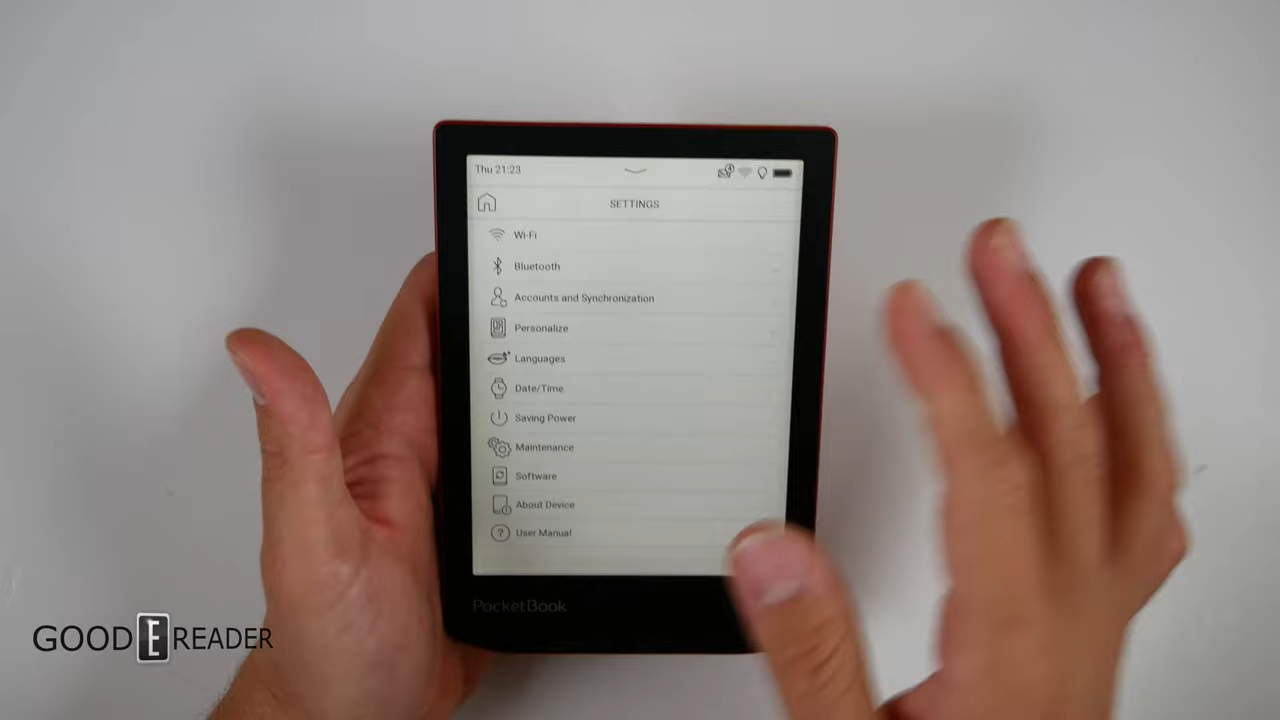 Thu 21:23
SETTINGS
Wi-Fi
Bluetooth
Accounts and Synchronization
Personalize
Languages
Date/Time
Saving Power
Maintenance
Software
About Device
? User Manual
PocketBook
GOOD E READER